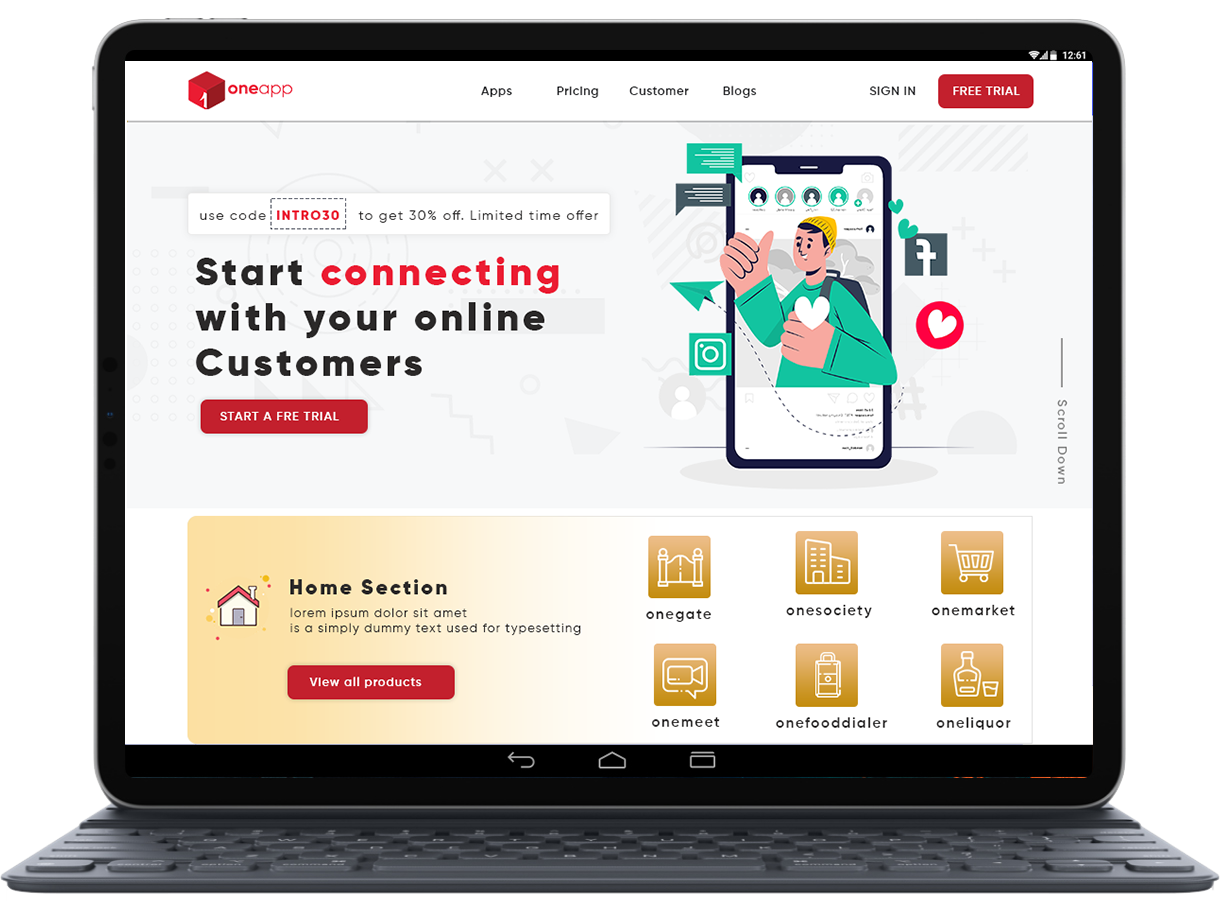 12:61
oneapp
Apps Pricing Customer Blogs SIGN IN FREE TRIAL
use code INTRO30 to get 30% off. Limited time offer
Start connecting
with your online
Customers
START A FRE TRIAL
Scroll Down
Home Section
lorem ipsum dolor sit amet
is a simply dummy text used for typesetting
View all products
onegate onesociety onemarket
onemeet onefooddialer oneliquor